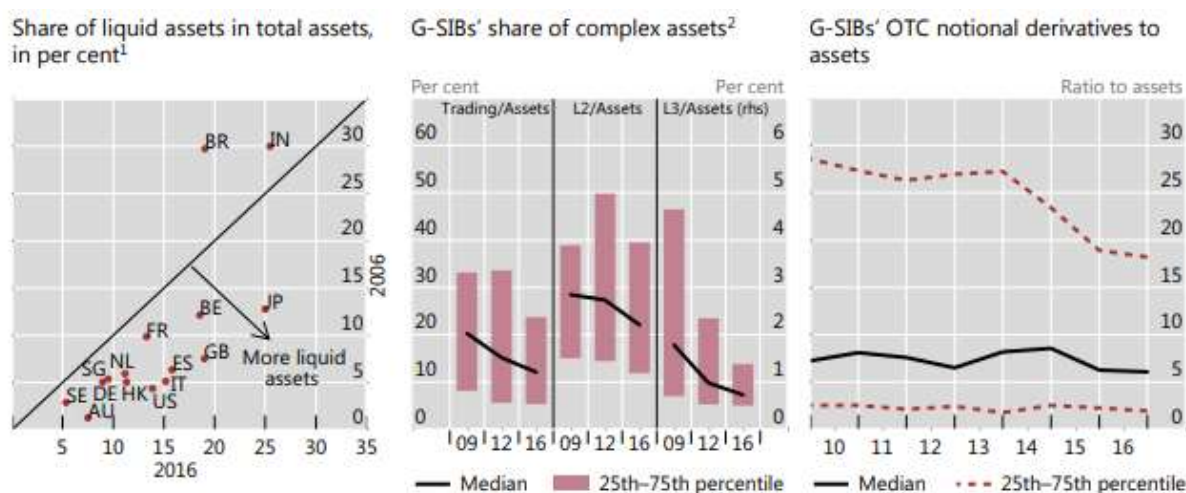 Share of liquid assets in total assets,
in per cent1
30
25
20
15
10
5
0
2006
BR
IN
JP
BE
FR
GB
ES
NL
SG
IT
DE
HK
US
SE
AU
More liquid
assets
5 10 15 20 25 30 35
2016
G-SIBs' share of complex assets2
Per cent Per cent
Trading/Assets L2/Assets L3/Assets (rhs)
60 6
50 5
40 4
30 3
20 2
10 1
0 0
09 12 16 09 12 16 09 12 16
Median 25th–75th percentile
G-SIBs' OTC notional derivatives to
assets
Ratio to assets
30
25
20
15
10
5
0
10 11 12 13 14 15 16
Median 25th–75th percentile